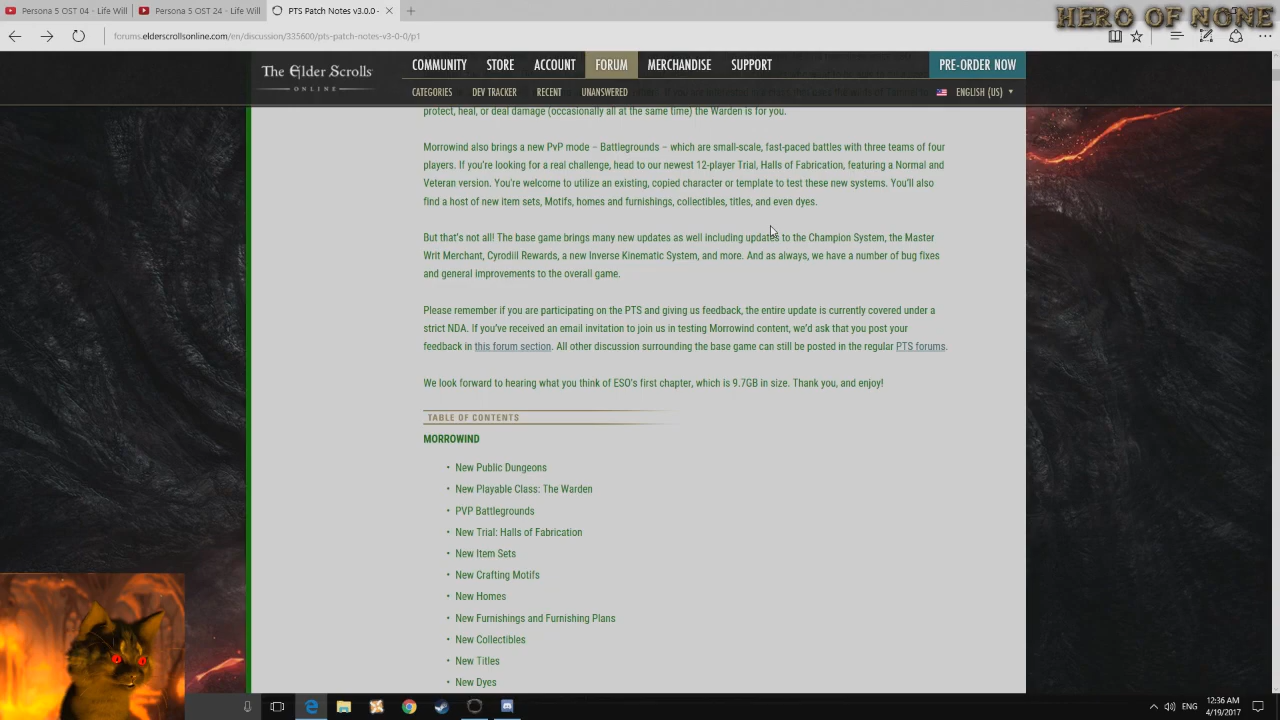 Persona 5 OST 04 - Life Will
Persona 5 OST 24 - Life Will
PTS Patch Notes v3.0.0 -
HERO OF NONE
forums.elderscrollsonline.com/en/discussion/335600/pts-patch-notes-v3-0-0/p1
The Elder Scrolls
ONLINE
COMMUNITY STORE ACCOUNT FORUM MERCHANDISE SUPPORT PRE-ORDER NOW
CATEGORIES DEV TRACKER RECENT UNANSWERED ENGLISH (US)
protect, heal, or deal damage (occasionally all at the same time) the Warden is for you.
Morrowind also brings a new PvP mode – Battlegrounds – which are small-scale, fast-paced battles with three teams of four
players. If you're looking for a real challenge, head to our newest 12-player Trial, Halls of Fabrication, featuring a Normal and
Veteran version. You're welcome to utilize an existing, copied character or template to test these new systems. You'll also
find a host of new item sets, Motifs, homes and furnishings, collectibles, titles, and even dyes.
But that's not all! The base game brings many new updates as well including updates to the Champion System, the Master
Writ Merchant, Cyrodiil Rewards, a new Inverse Kinematic System, and more. And as always, we have a number of bug fixes
and general improvements to the overall game.
Please remember if you are participating on the PTS and giving us feedback, the entire update is currently covered under a
strict NDA. If you've received an email invitation to join us in testing Morrowind content, we'd ask that you post your
feedback in this forum section. All other discussion surrounding the base game can still be posted in the regular PTS forums.
We look forward to hearing what you think of ESO's first chapter, which is 9.7GB in size. Thank you, and enjoy!
TABLE OF CONTENTS
MORROWIND
• New Public Dungeons
• New Playable Class: The Warden
• PVP Battlegrounds
• New Trial: Halls of Fabrication
• New Item Sets
• New Crafting Motifs
• New Homes
• New Furnishings and Furnishing Plans
• New Collectibles
• New Titles
• New Dyes
ENG
12:36 AM
4/19/2017